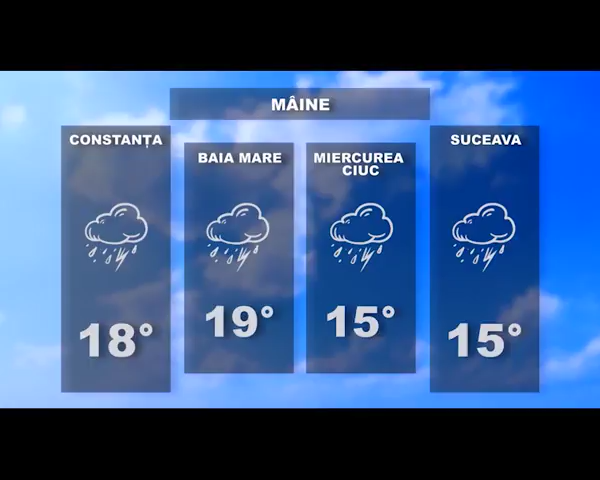 MÂINE
CONSTANȚA
18°
BAIA MARE
19°
MIERCUREA
CIUC
15°
SUCEAVA
15°